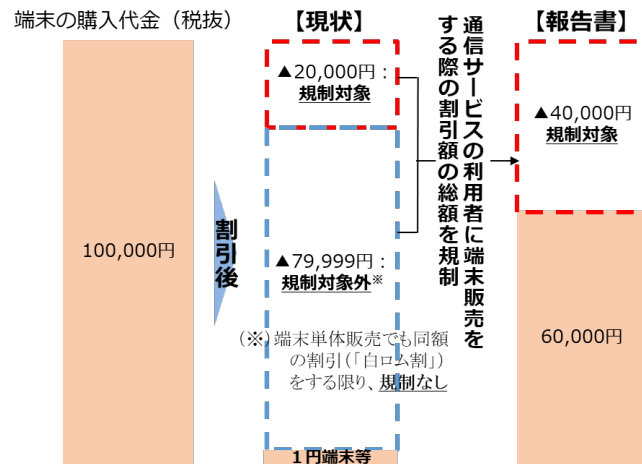 端末の購入代金（税抜）
100,000円
割引後
【現状】
▲20,000円：
規制対象
▲79,999円：
規制対象外※
（※）端末単体販売でも同額
の割引（「白ロム割」）
をする限り、規制なし
１円端末等
通信サービスの利用者に端末販売を
する際の割引額の総額を規制
【報告書】
▲40,000円
規制対象
60,000円